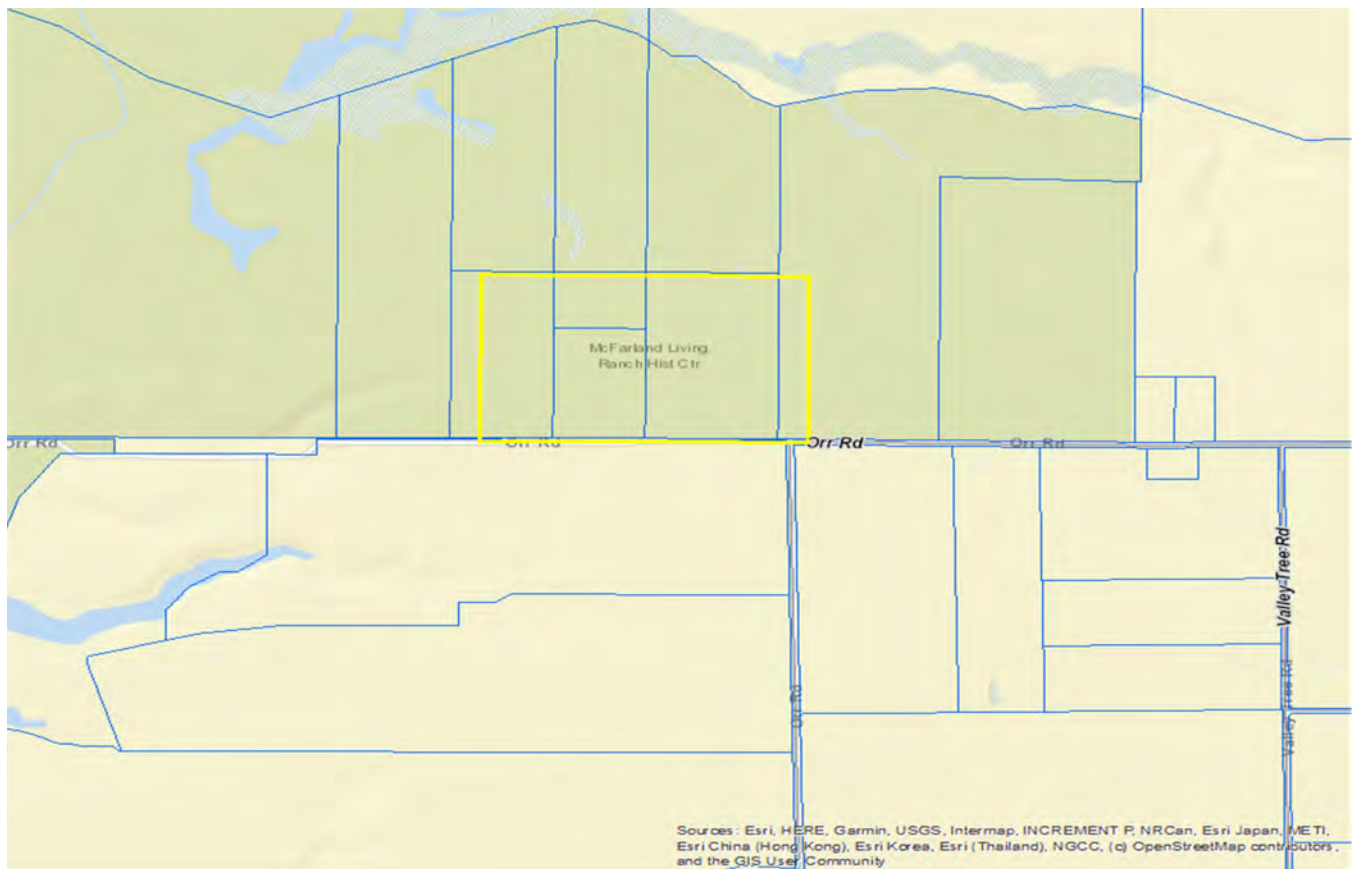 McFarland Living
Ranch Hist Ctr
Orr Rd
Orr Rd
Orr Rd
Orr Rd
Valley Tree Rd
Orr Rd
Valley Tree Rd
Sources: Esri, HERE, Garmin, USGS, Intermap, INCREMENT P, NRCan, Esri Japan, METI,
Esri China (Hong Kong), Esri Korea, Esri (Thailand), NGCC, (c) OpenStreetMap contributors,
and the GIS User Community